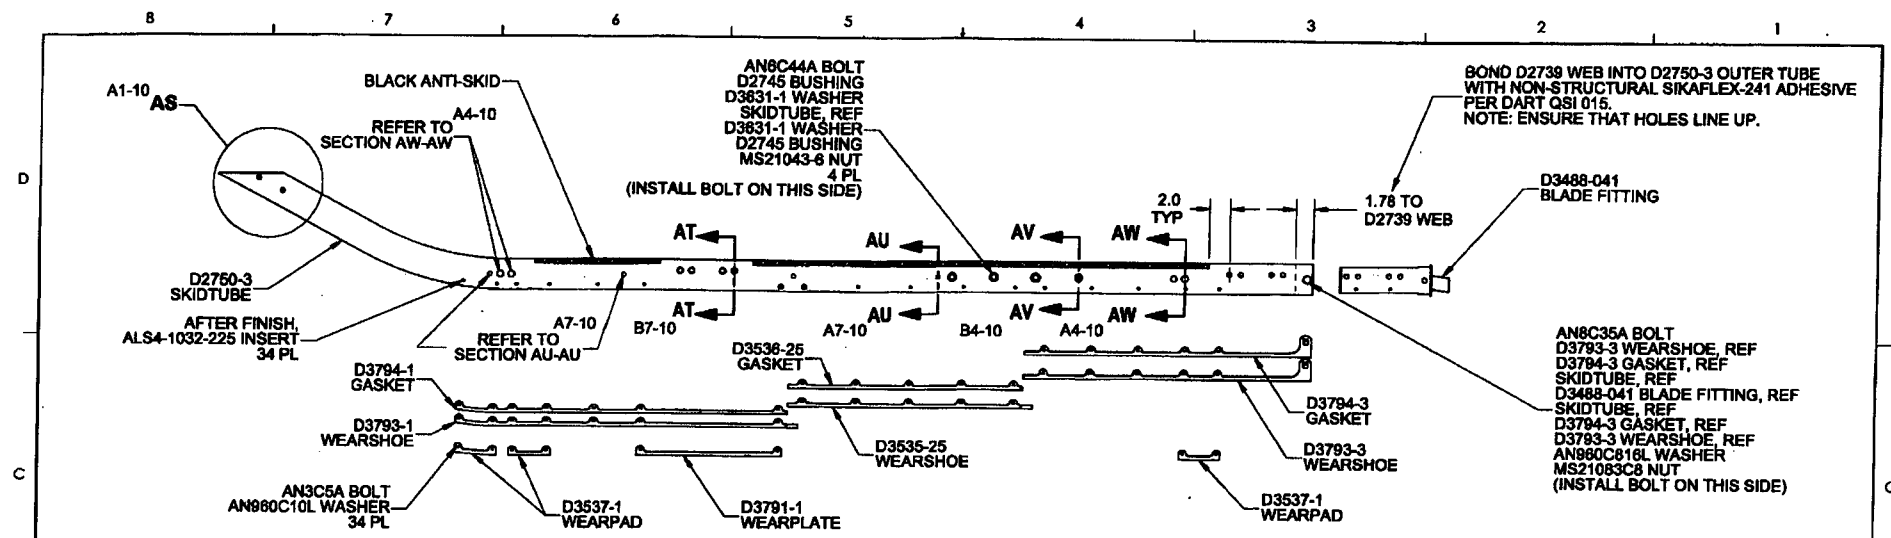 8 7 6 5 4 3 2 1
D
C
A1-10
AS
BLACK ANTI-SKID
A4-10
REFER TO
SECTION AW-AW
AN6C44A BOLT
D2745 BUSHING
D3631-1 WASHER
SKIDTUBE, REF
D3631-1 WASHER
D2745 BUSHING
MS21043-6 NUT
4 PL
(INSTALL BOLT ON THIS SIDE)
BOND D2739 WEB INTO D2750-3 OUTER TUBE
WITH NON-STRUCTURAL SIKAFLEX-241 ADHESIVE
PER DART QSI 015.
NOTE: ENSURE THAT HOLES LINE UP.
2.0
TYP
1.78 TO
D2739 WEB
D3488-041
BLADE FITTING
AT
AU
AV
AW
D2750-3
SKIDTUBE
AFTER FINISH,
ALS4-1032-225 INSERT
34 PL
A7-10
REFER TO
SECTION AU-AU
B7-10
AT
A7-10
AU
B4-10
AV
A4-10
AW
D3794-1
GASKET
D3793-1
WEARSHOE
AN3C5A BOLT
AN960C10L WASHER
34 PL
D3537-1
WEARPAD
D3791-1
WEARPLATE
D3536-25
GASKET
D3535-25
WEARSHOE
D3794-3
GASKET
D3793-3
WEARSHOE
D3537-1
WEARPAD
AN8C35A BOLT
D3793-3 WEARSHOE, REF
D3794-3 GASKET, REF
SKIDTUBE, REF
D3488-041 BLADE FITTING, REF
SKIDTUBE, REF
D3794-3 GASKET, REF
D3793-3 WEARSHOE, REF
AN960C816L WASHER
MS21083C8 NUT
(INSTALL BOLT ON THIS SIDE)